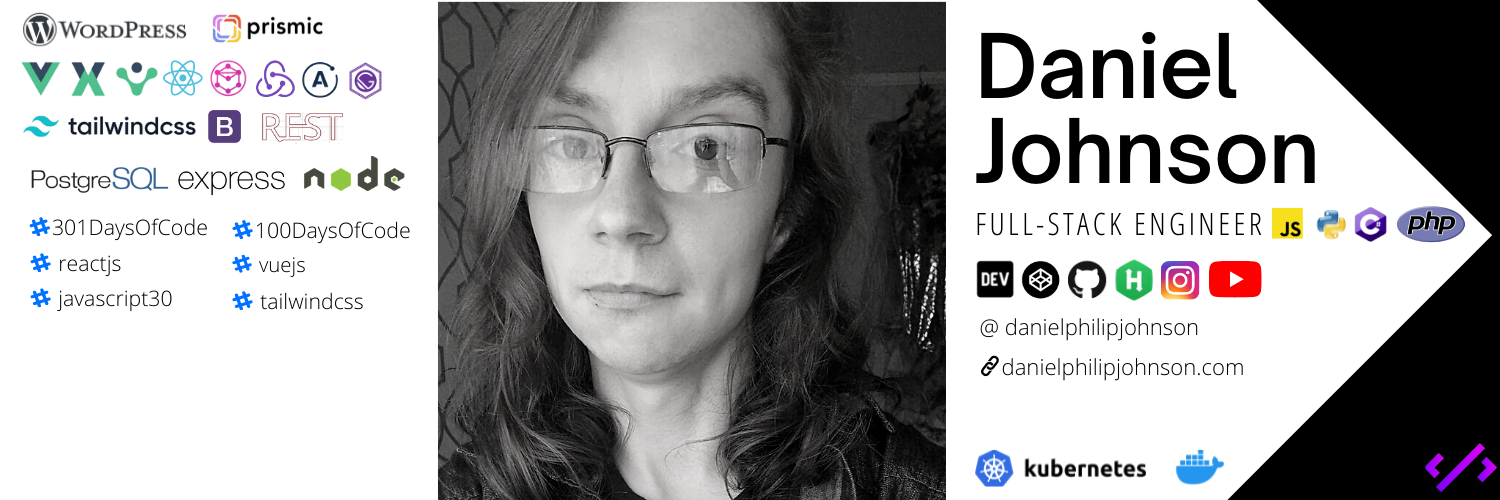 WORDPRESS prismic
A
tailwindcss B REST
PostgreSQL express node
#301DaysOfCode #100DaysOfCode
# reactjs # vuejs
# javascript30 # tailwindcss
Daniel
Johnson
FULL-STACK ENGINEER JS C# php
DEV H
@ danielphilipjohnson
danielphilipjohnson.com
kubernetes